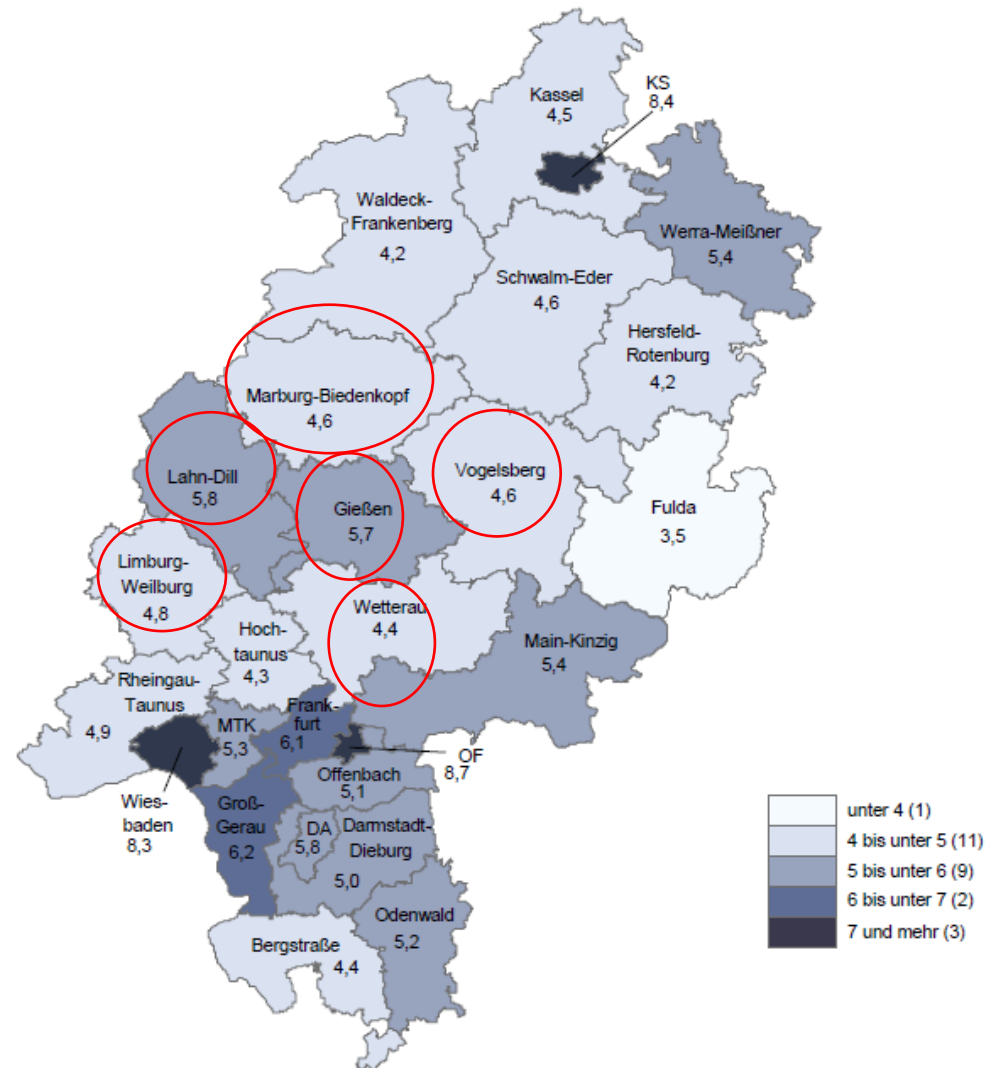 Kassel
4,5
KS
8,4
Waldeck-
Frankenberg
4,2
Werra-Meißner
5,4
Schwalm-Eder
4,6
Hersfeld-
Rotenburg
4,2
Marburg-Biedenkopf
4,6
Lahn-Dill
5,8
Gießen
5,7
Vogelsberg
4,6
Fulda
3,5
Limburg-
Weilburg
4,8
Wetterau
4,4
Hoch-
taunus
4,3
Main-Kinzig
5,4
Rheingau-
Taunus
4,9
MTK
5,3
Frank-
furt
6,1
OF
8,7
Offenbach
5,1
Wies-
baden
8,3
Groß-
Gerau
6,2
DA
5,8
Darmstadt-
Dieburg
5,0
Odenwald
5,2
Bergstraße
4,4
unter 4 (1)
4 bis unter 5 (11)
5 bis unter 6 (9)
6 bis unter 7 (2)
7 und mehr (3)